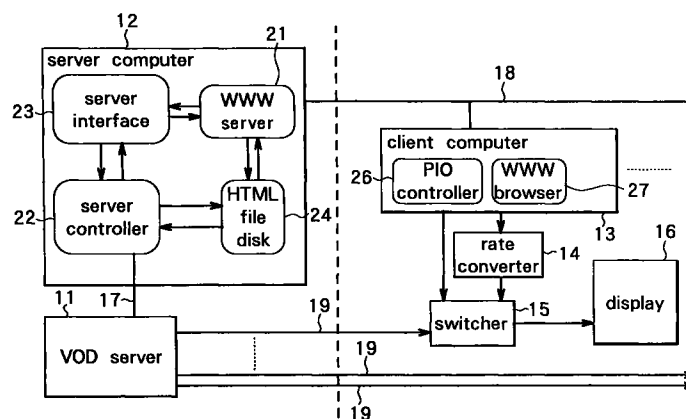 12
server computer
21
23
server
interface
WWW
server
22
server
controller
HTML
file
disk
24
17
11
VOD server
18
client computer
26
PIO
controller
WWW
browser
27
13
rate
converter
14
16
display
switcher
15
19
19
19